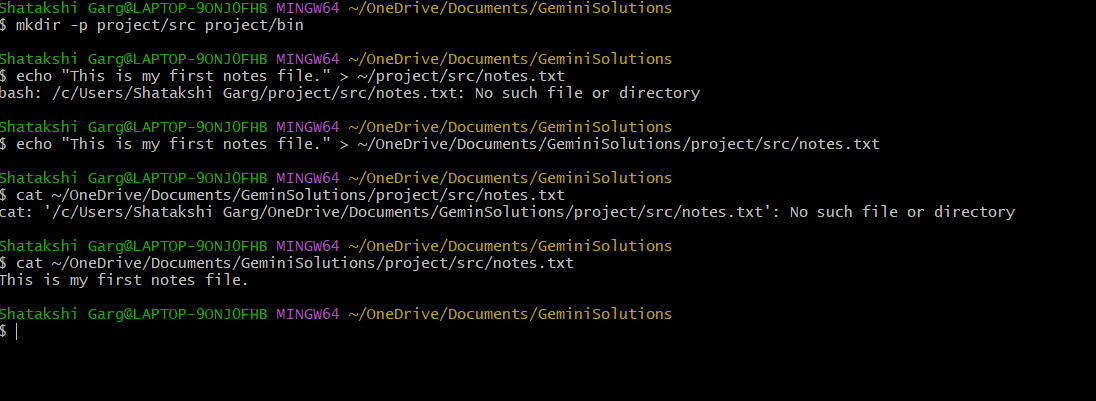 Shatakshi Garg@LAPTOP-9ONJ0FHB MINGW64 ~/OneDrive/Documents/GeminiSolutions
$ mkdir -p project/src project/bin
Shatakshi Garg@LAPTOP-9ONJ0FHB MINGW64 ~/OneDrive/Documents/GeminiSolutions
$ echo "This is my first notes file." > ~/project/src/notes.txt
bash: /c/Users/Shatakshi Garg/project/src/notes.txt: No such file or directory
Shatakshi Garg@LAPTOP-9ONJ0FHB MINGW64 ~/OneDrive/Documents/GeminiSolutions
$ echo "This is my first notes file." > ~/OneDrive/Documents/GeminiSolutions/project/src/notes.txt
Shatakshi Garg@LAPTOP-9ONJ0FHB MINGW64 ~/OneDrive/Documents/GeminiSolutions
$ cat ~/OneDrive/Documents/GeminSolutions/project/src/notes.txt
cat: '/c/Users/Shatakshi Garg/OneDrive/Documents/GeminSolutions/project/src/notes.txt': No such file or directory
Shatakshi Garg@LAPTOP-9ONJ0FHB MINGW64 ~/OneDrive/Documents/GeminiSolutions
$ cat ~/OneDrive/Documents/GeminiSolutions/project/src/notes.txt
This is my first notes file.
Shatakshi Garg@LAPTOP-9ONJ0FHB MINGW64 ~/OneDrive/Documents/GeminiSolutions
$